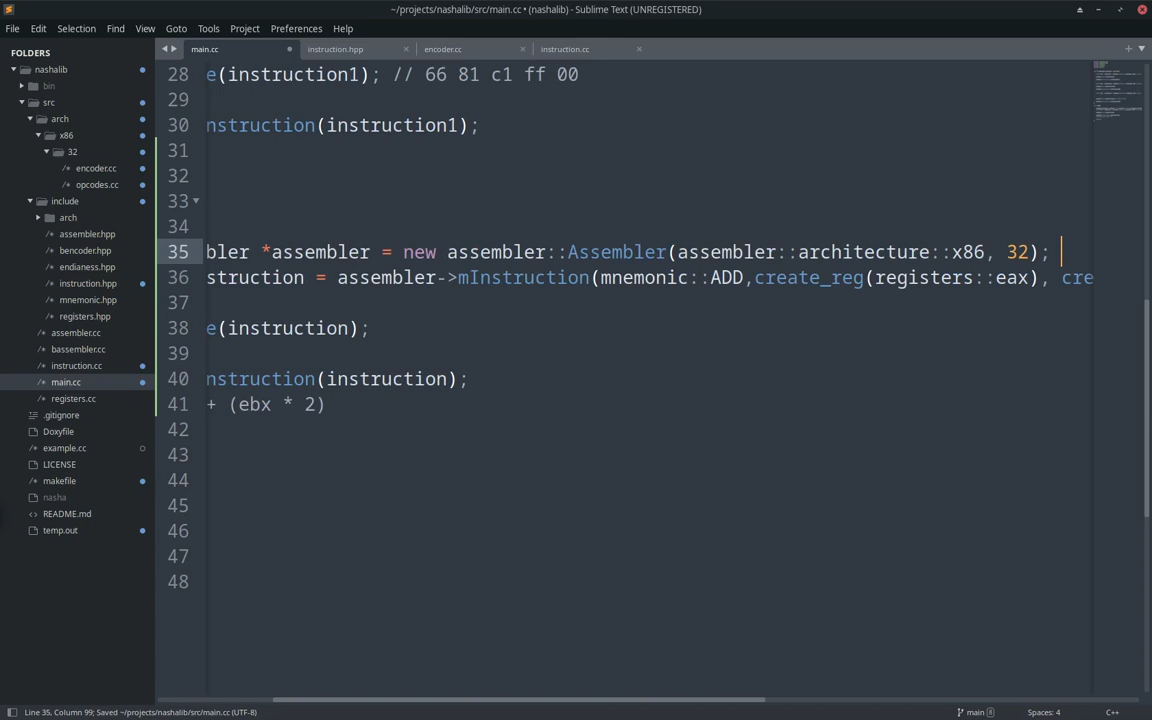 ~/projects/nashalib/src/main.cc • (nashalib) - Sublime Text (UNREGISTERED)
File Edit Selection Find View Goto Tools Project Preferences Help
FOLDERS
nashalib
bin
src
arch
x86
32
encoder.cc
opcodes.cc
include
arch
assembler.hpp
bencoder.hpp
endianess.hpp
instruction.hpp
mnemonic.hpp
registers.hpp
assembler.cc
bassembler.cc
instruction.cc
main.cc
registers.cc
.gitignore
Doxyfile
example.cc
LICENSE
makefile
nasha
README.md
temp.out
main.cc instruction.hpp encoder.cc instruction.cc
28 e(instruction1); // 66 81 c1 ff 00
29
30 nstruction(instruction1);
31
32
33
34
35 bler *assembler = new assembler::Assembler(assembler::architecture::x86, 32);
36 struction = assembler->mInstruction(mnemonic::ADD,create_reg(registers::eax), cre
37
38 e(instruction);
39
40 nstruction(instruction);
41 + (ebx * 2)
42
43
44
45
46
47
48
Line 35, Column 99; Saved ~/projects/nashalib/src/main.cc (UTF-8) main 8 Spaces: 4 C++